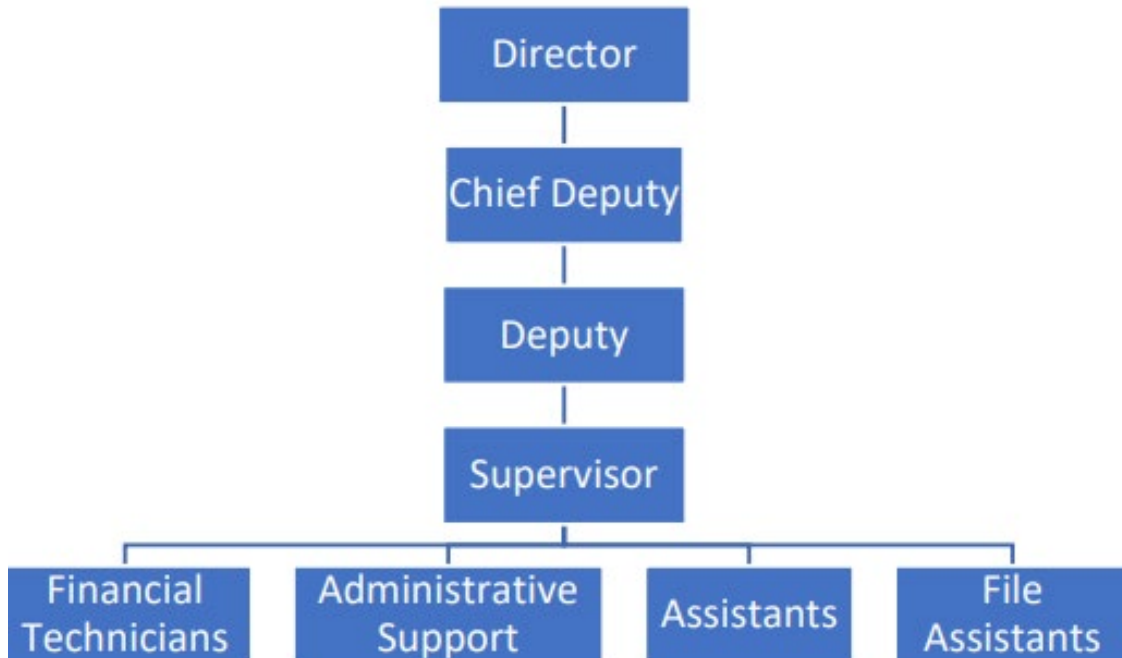 Director
Chief Deputy
Deputy
Supervisor
Financial
Technicians
Administrative
Support
Assistants
File
Assistants